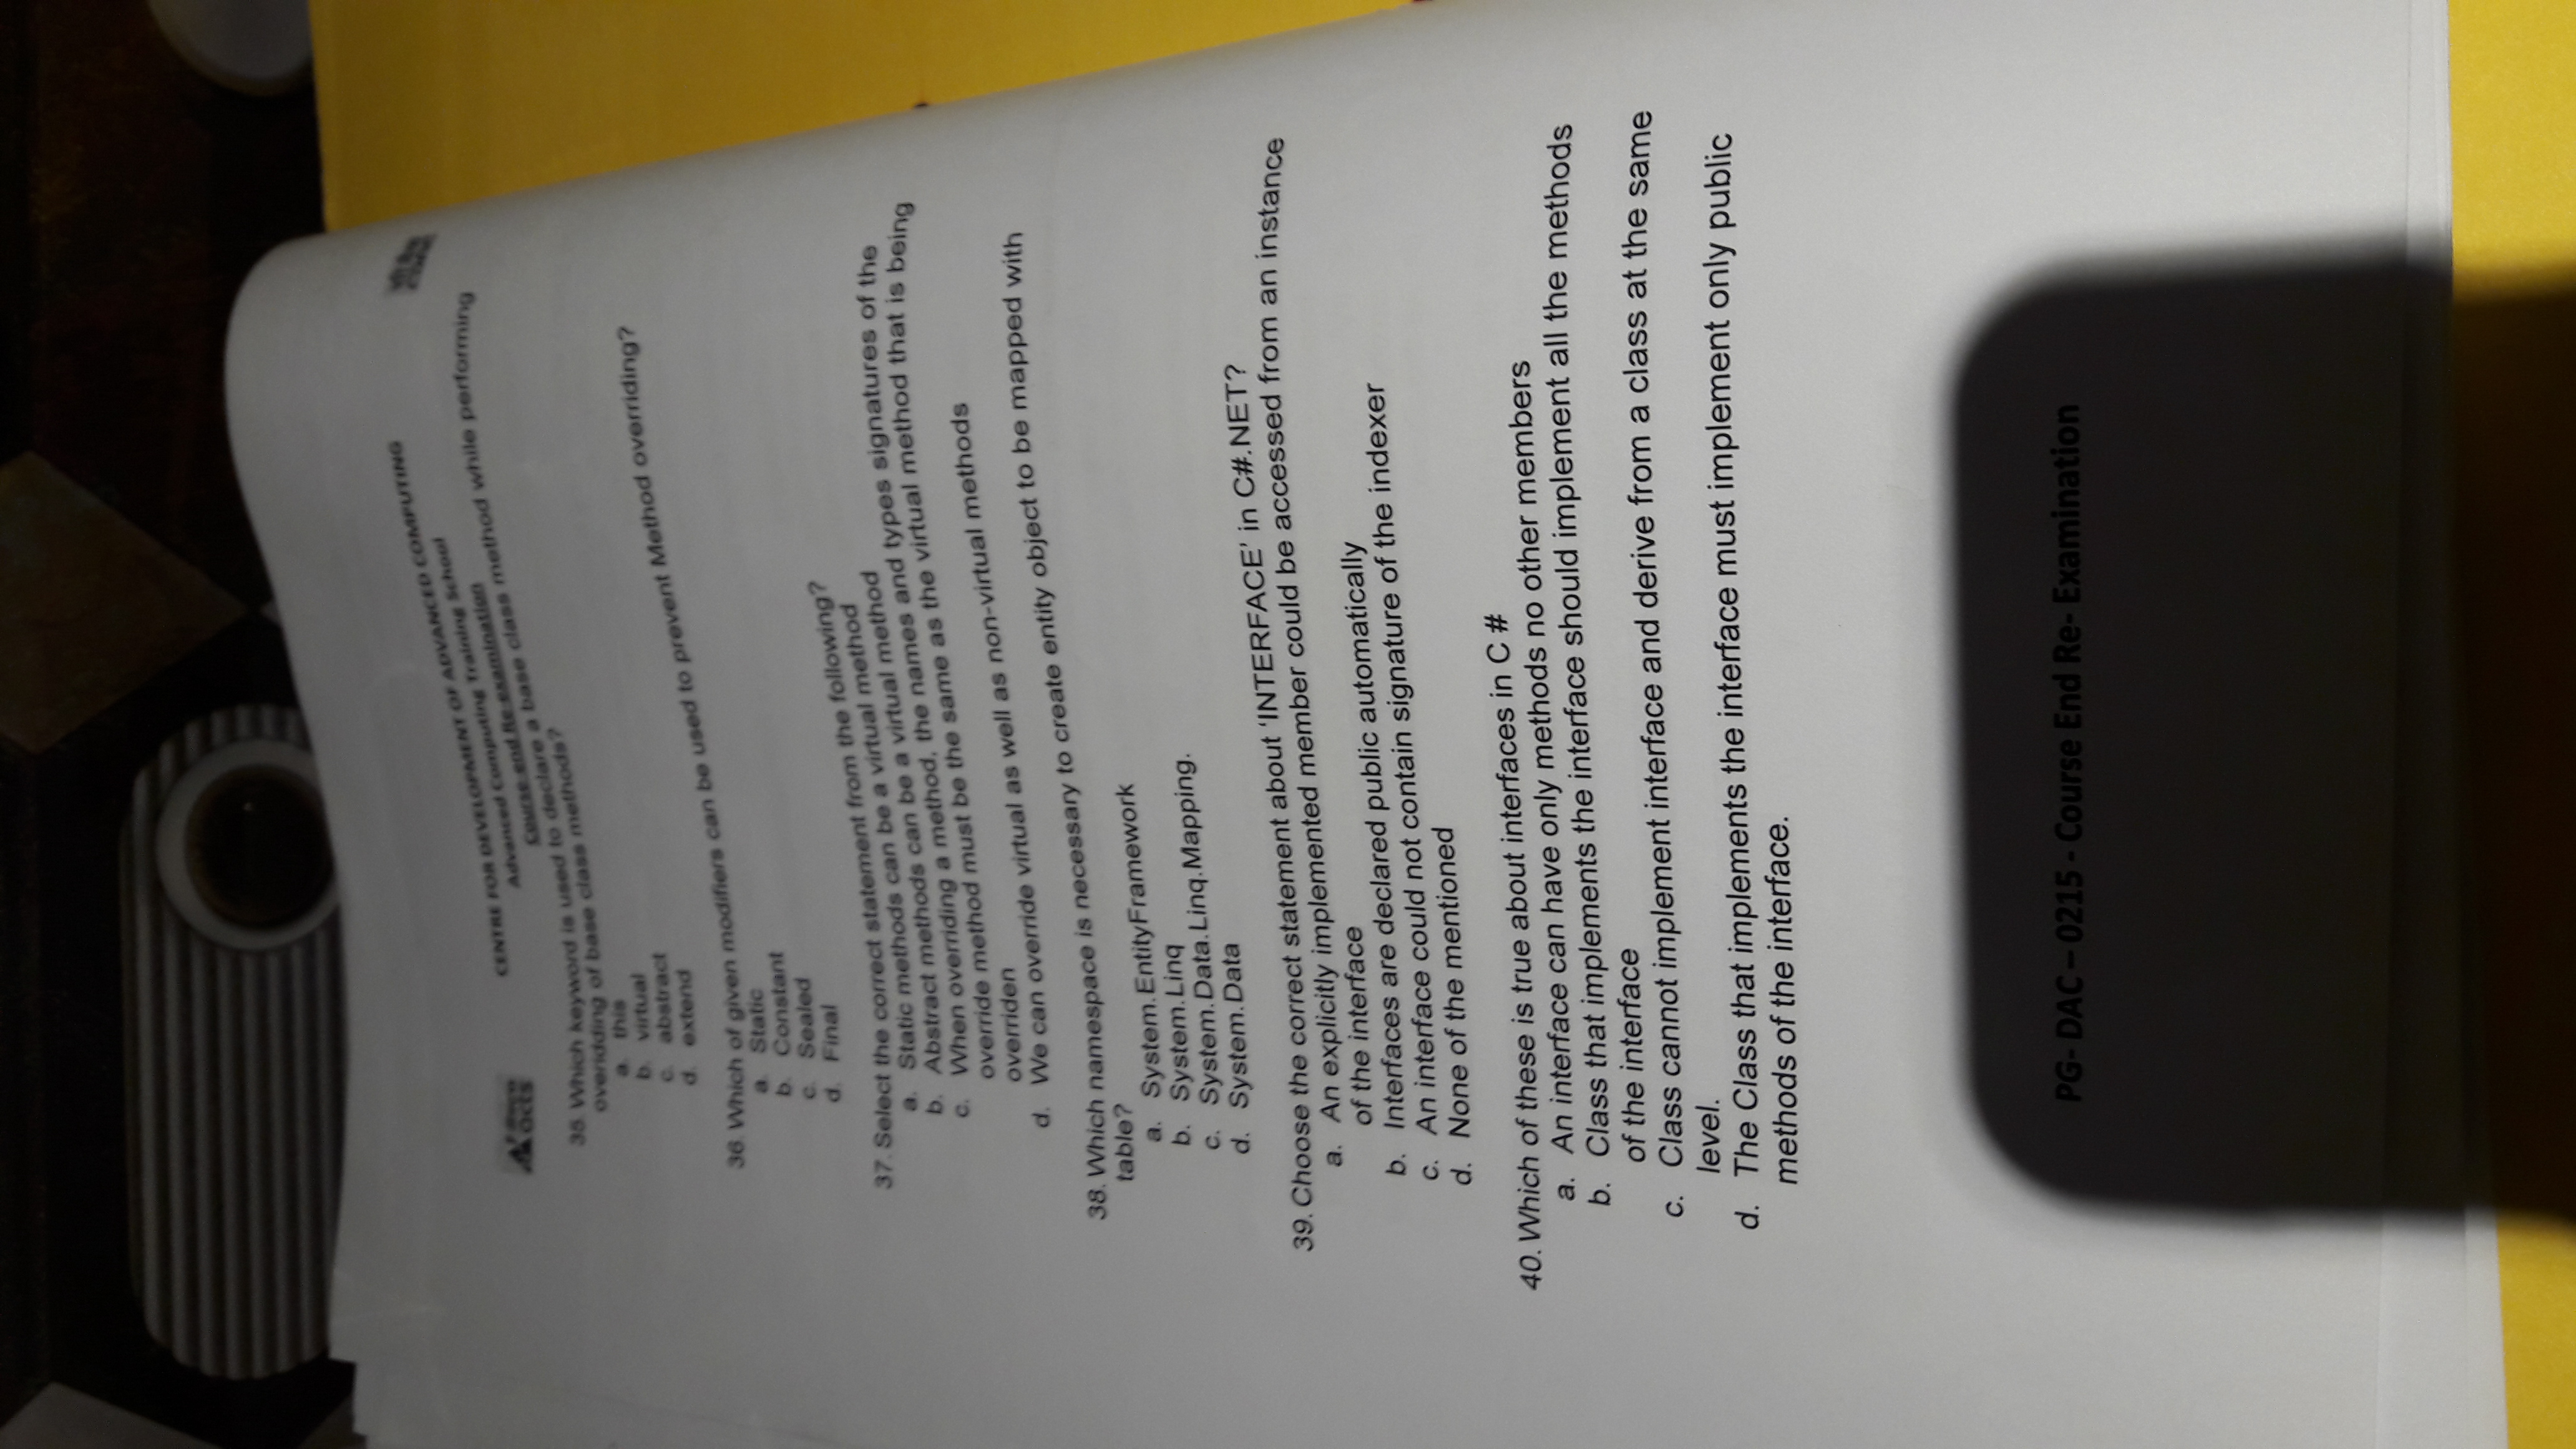 CENTRE FOR DEVELOPMENT OF ADVANCED COMPUTING
Advanced Computing Training School
Course end Re-examination
35. Which keyword is used to declare a base class method while performing
overidding of base class methods?
a. this
b. virtual
c. abstract
d. extend
36. Which of given modifiers can be used to prevent Method overriding?
a. Static
b. Constant
c. Sealed
d. Final
37. Select the correct statement from the following?
a. Static methods can be a virtual method
b. Abstract methods can be a virtual method
c. When overriding a method, the names and types signatures of the
override method must be the same as the virtual method that is being
overriden
d. We can override virtual as well as non-virtual methods
38. Which namespace is necessary to create entity object to be mapped with
table?
a. System.EntityFramework
b. System.Linq
c. System.Data.Linq.Mapping.
d. System.Data
39. Choose the correct statement about ‘INTERFACE’ in C#.NET?
a. An explicitly implemented member could be accessed from an instance
of the interface
b. Interfaces are declared public automatically
c. An interface could not contain signature of the indexer
d. None of the mentioned
40. Which of these is true about interfaces in C #
a. An interface can have only methods no other members
b. Class that implements the interface should implement all the methods
of the interface
c. Class cannot implement interface and derive from a class at the same
level.
d. The Class that implements the interface must implement only public
methods of the interface.
PG- DAC – 0215 - Course End Re- Examination